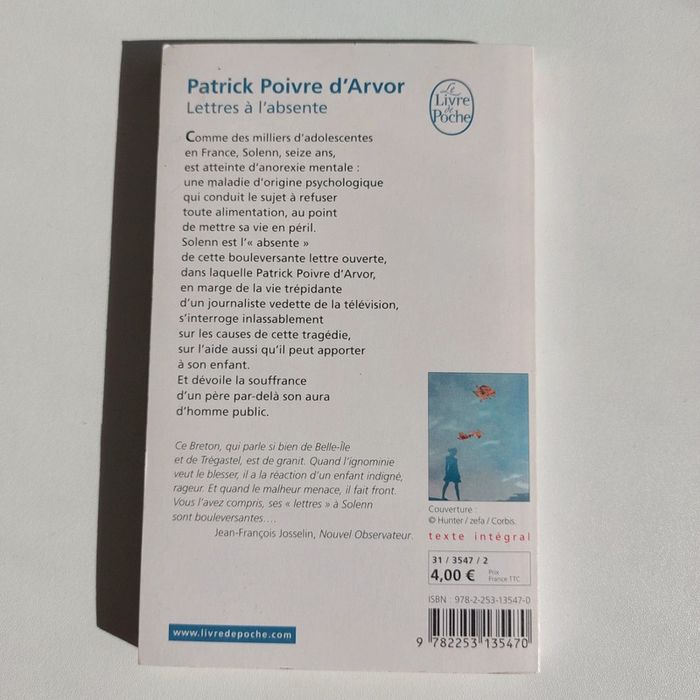 Patrick Poivre d'Arvor
Lettres à l'absente
Le
Livre
de
Poche
Comme des milliers d'adolescentes
en France, Solenn, seize ans,
est atteinte d'anorexie mentale :
une maladie d'origine psychologique
qui conduit le sujet à refuser
toute alimentation, au point
de mettre sa vie en péril.
Solenn est l'« absente »
de cette bouleversante lettre ouverte,
dans laquelle Patrick Poivre d'Arvor,
en marge de la vie trépidante
d'un journaliste vedette de la télévision,
s'interroge inlassablement
sur les causes de cette tragédie,
sur l'aide aussi qu'il peut apporter
à son enfant.
Et dévoile la souffrance
d'un père par-delà son aura
d'homme public.
Ce Breton, qui parle si bien de Belle-Île
et de Trégastel, est de granit. Quand l'ignominie
veut le blesser, il a la réaction d'un enfant indigné,
rageur. Et quand le malheur menace, il fait front.
Vous l'avez compris, ses « lettres » à Solenn
sont bouleversantes....
Jean-François Josselin, Nouvel Observateur.
Couverture :
© Hunter / zefa / Corbis.
texte intégral
31 / 3547 / 2
4,00 €
Prix
France TTC
ISBN : 978-2-253-13547-0
9 782253 135470
www.livredepoche.com